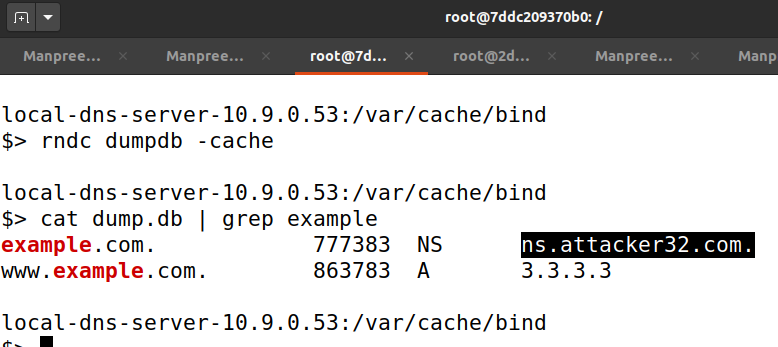 root@7ddc209370b0: /
Manpree... × Manpree... × root@7d... × root@2d... × Manpree... × Manp
local-dns-server-10.9.0.53:/var/cache/bind
$> rndc dumpdb -cache
local-dns-server-10.9.0.53:/var/cache/bind
$> cat dump.db | grep example
example.com. 777383 NS ns.attacker32.com.
www.example.com. 863783 A 3.3.3.3
local-dns-server-10.9.0.53:/var/cache/bind
$>